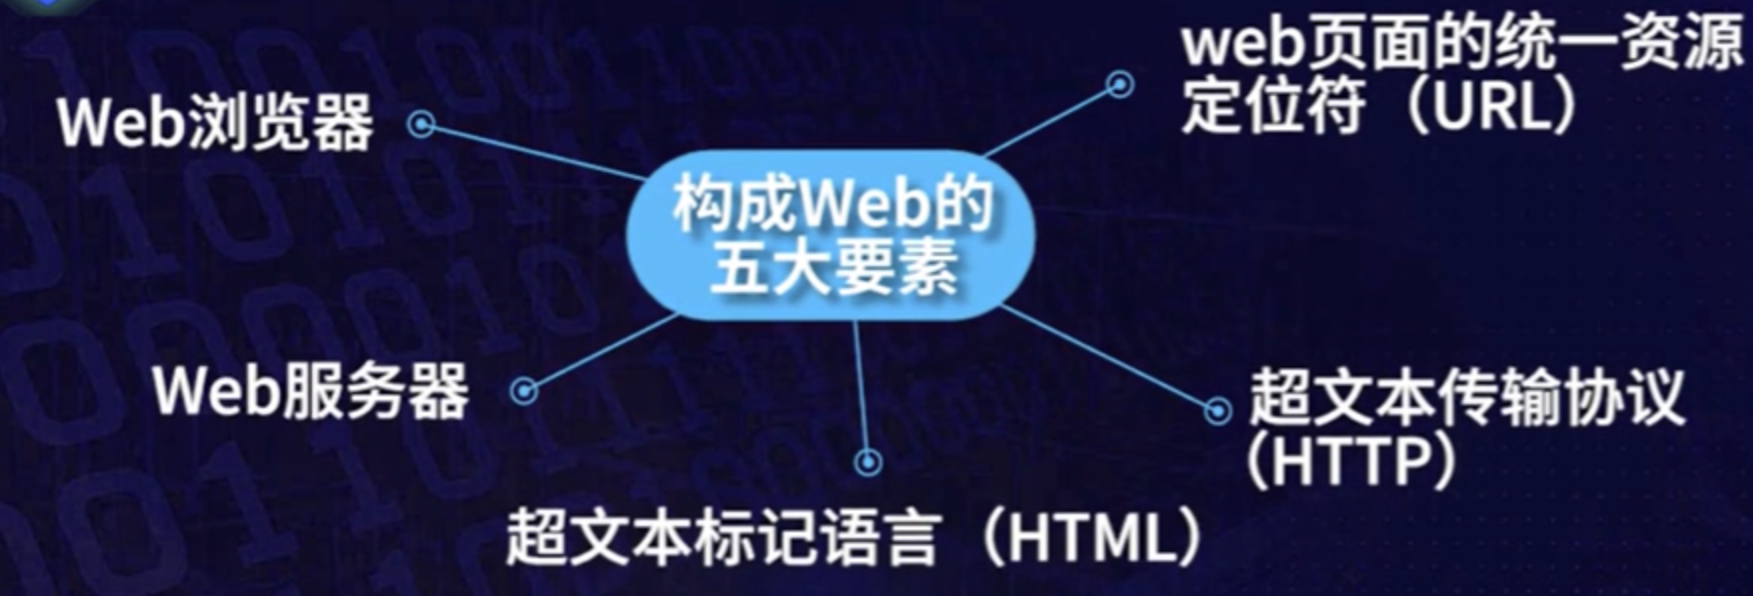 web页面的统一资源
定位符（URL）
Web浏览器
构成Web的
五大要素
Web服务器
超文本传输协议
（HTTP）
超文本标记语言（HTML）